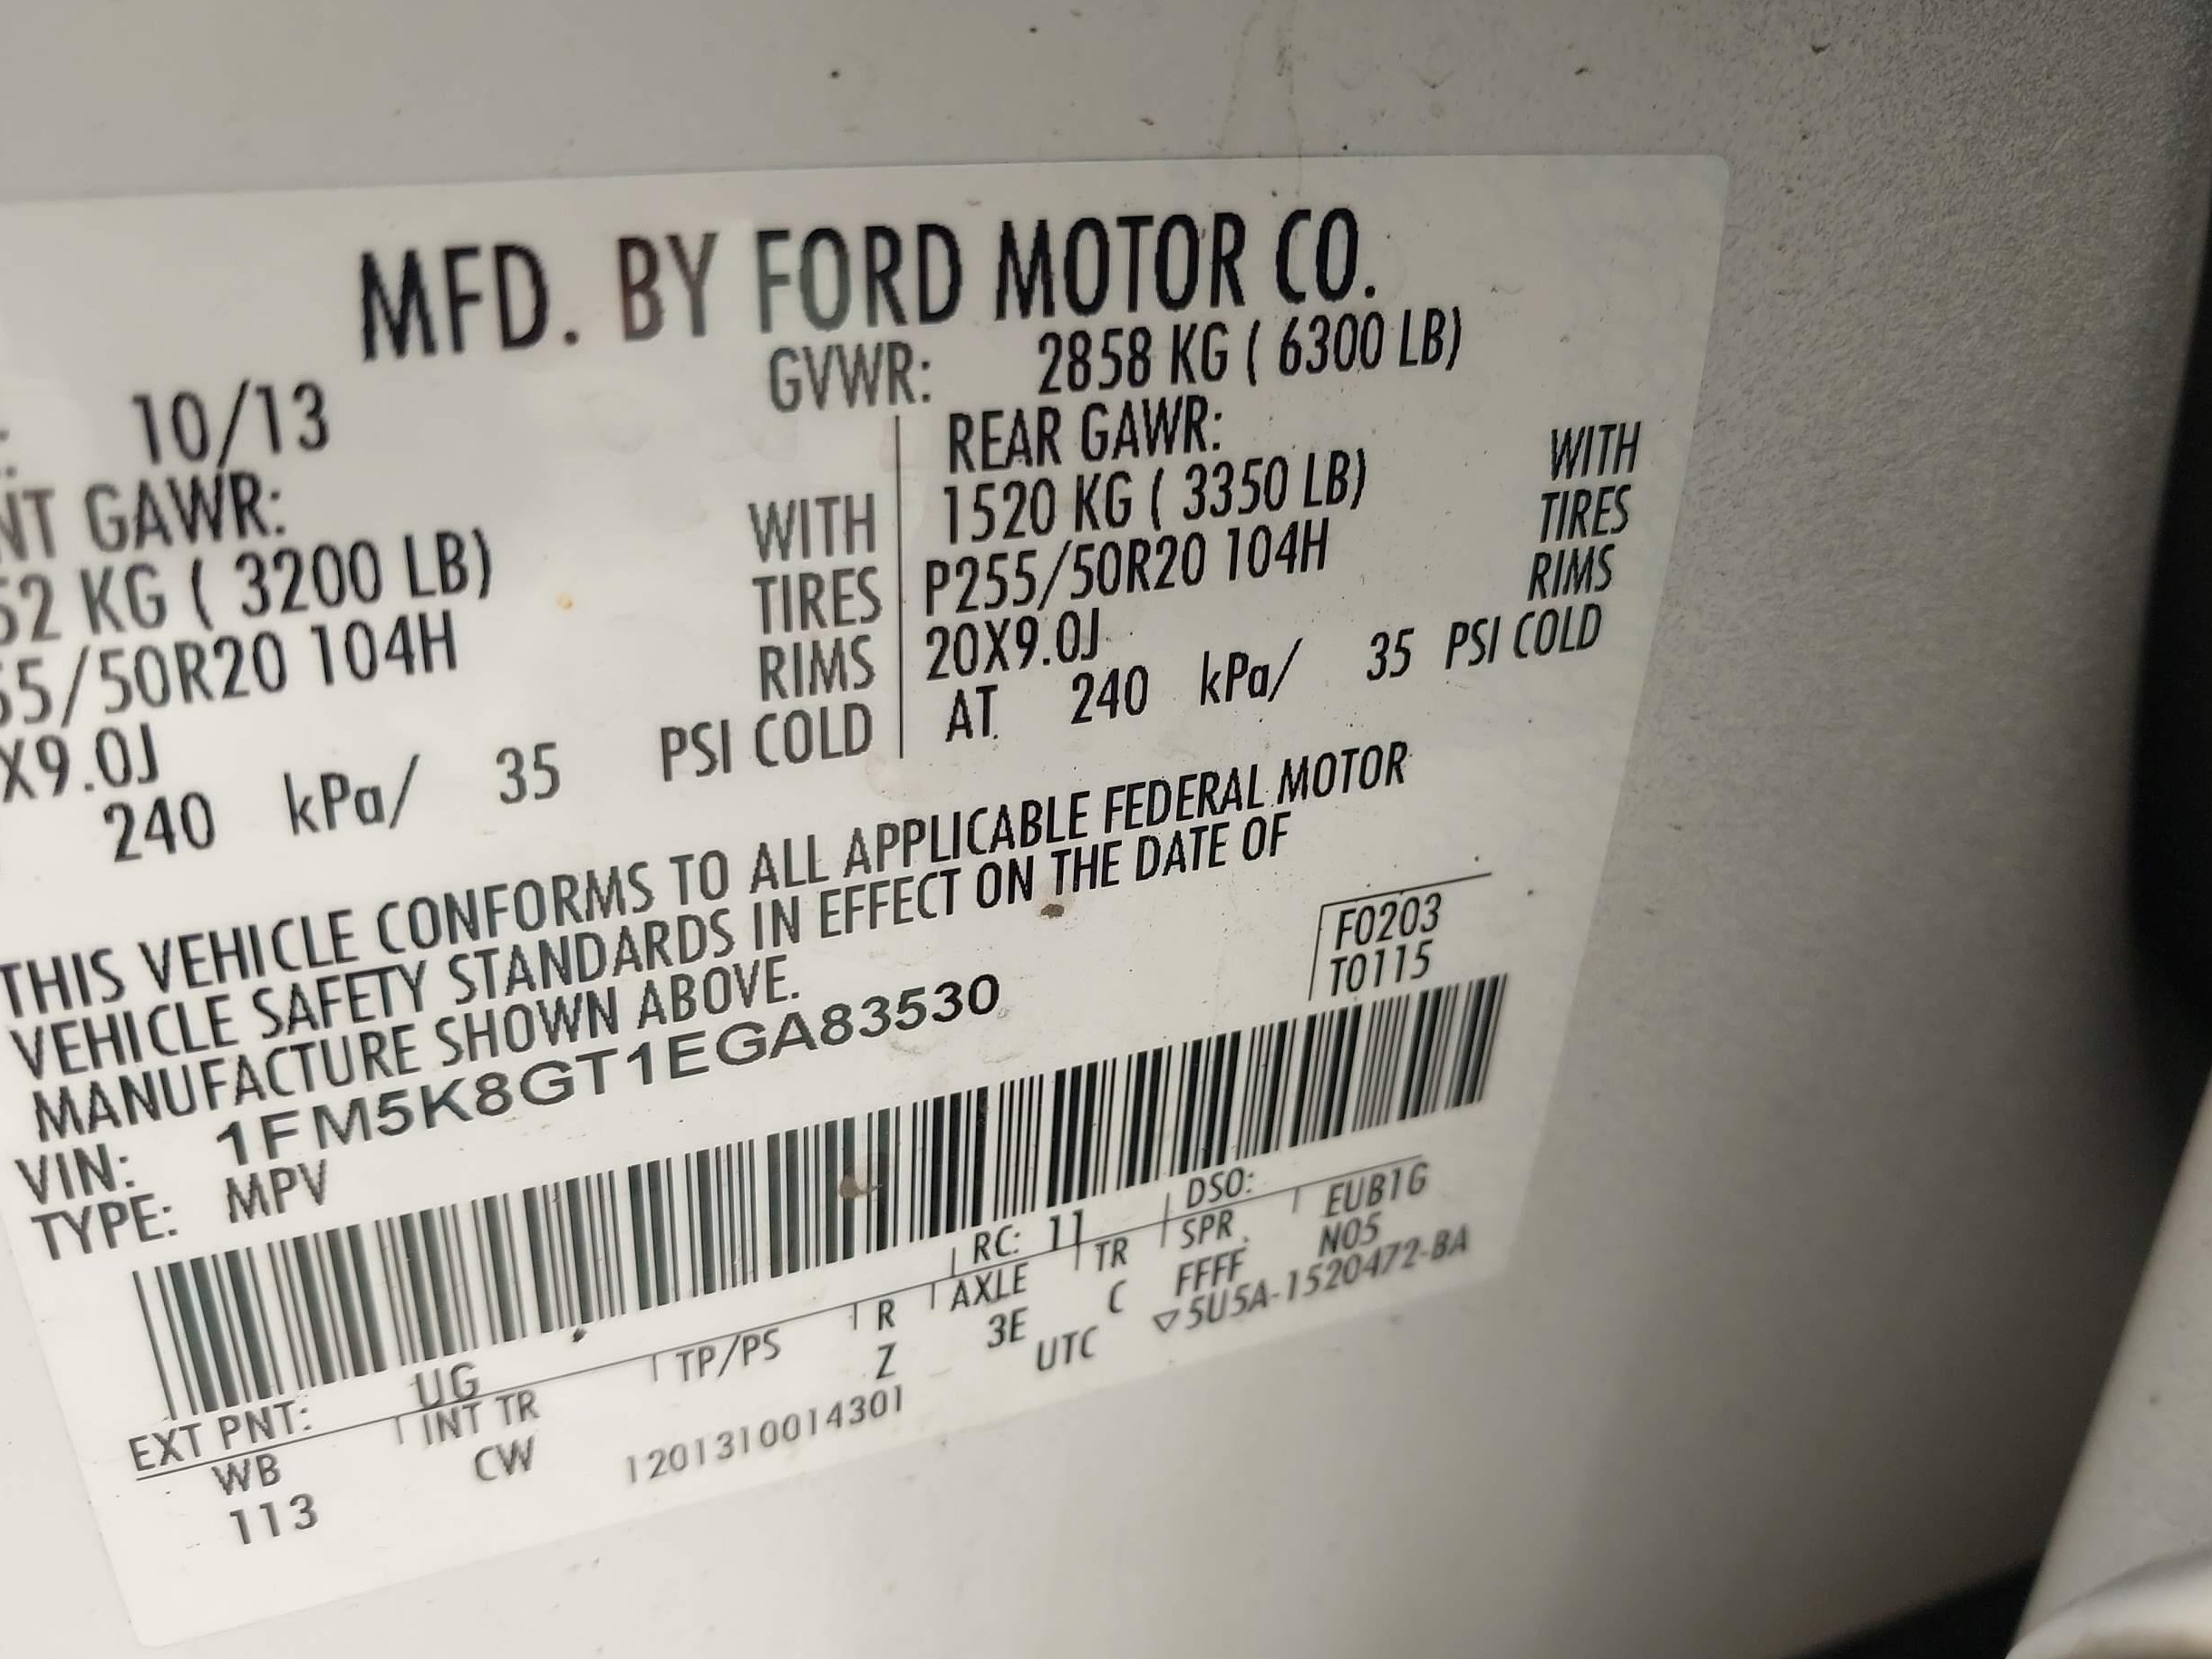 MFD. BY FORD MOTOR CO.
10/13 GVWR: 2858 KG ( 6300 LB)
GAWR: REAR GAWR:
KG ( 3200 LB) WITH 1520 KG ( 3350 LB) WITH
/50R20 104H TIRES P255/50R20 104H TIRES
X9.0J RIMS 20X9.0J RIMS
240 kPa/ 35 PSI COLD AT 240 kPa/ 35 PSI COLD
THIS VEHICLE CONFORMS TO ALL APPLICABLE FEDERAL MOTOR
VEHICLE SAFETY STANDARDS IN EFFECT ON THE DATE OF
MANUFACTURE SHOWN ABOVE.
F0203
T0115
VIN: 1FM5K8GT1EGA83530
TYPE: MPV
EXT PNT: UG RC: 11 DSO:
WB INT TR TP/PS R AXLE TR SPR EUB1G
113 CW Z 3E C FFFF N05
1201310014301 UTC ▽5U5A-1520472-BA